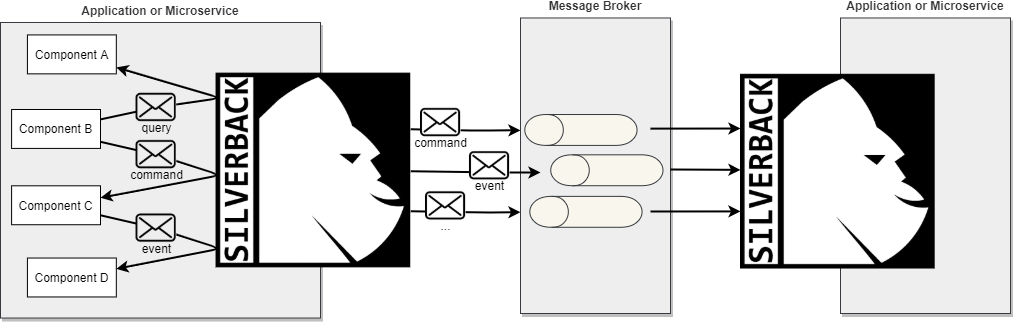 Application or Microservice
Message Broker
Application or Microservice
Component A
Component B
Component C
Component D
query
command
event
SILVERBACK
command
event
...
SILVERBACK